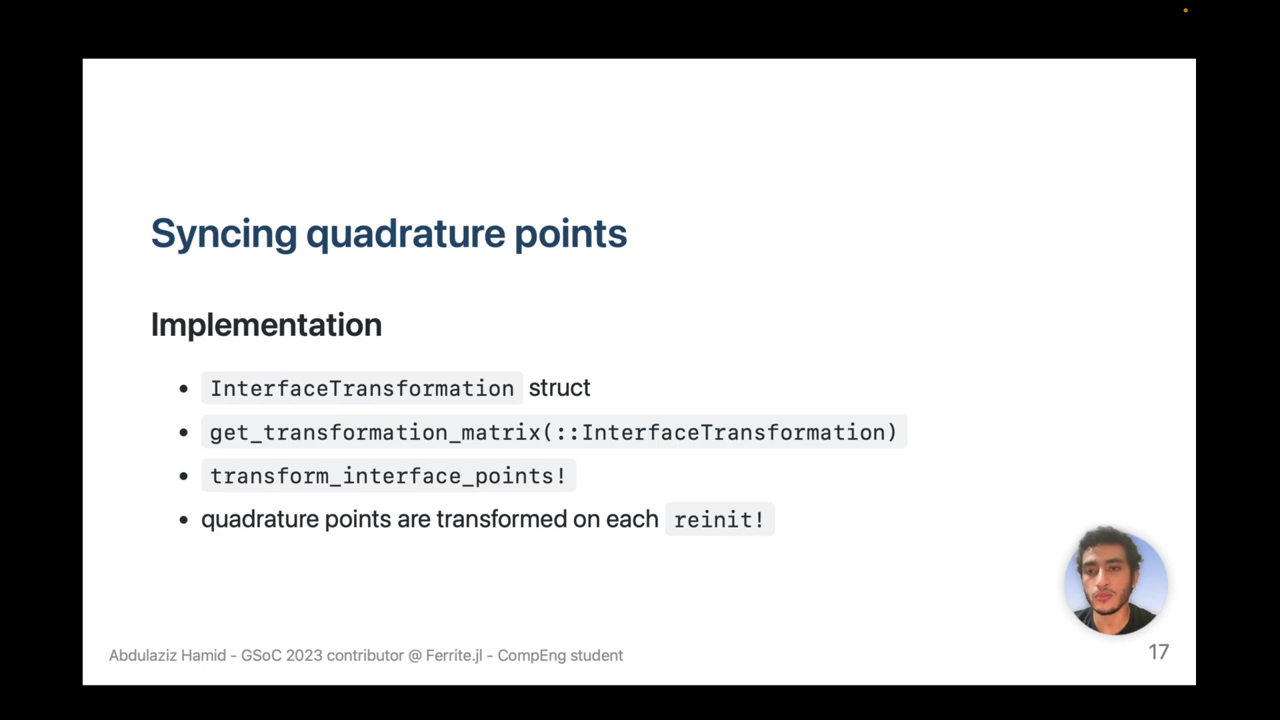 Syncing quadrature points
Implementation
• InterfaceTransformation struct
• get_transformation_matrix(::InterfaceTransformation)
• transform_interface_points!
• quadrature points are transformed on each reinit!
Abdulaziz Hamid - GSoC 2023 contributor @ Ferrite.jl - CompEng student
17